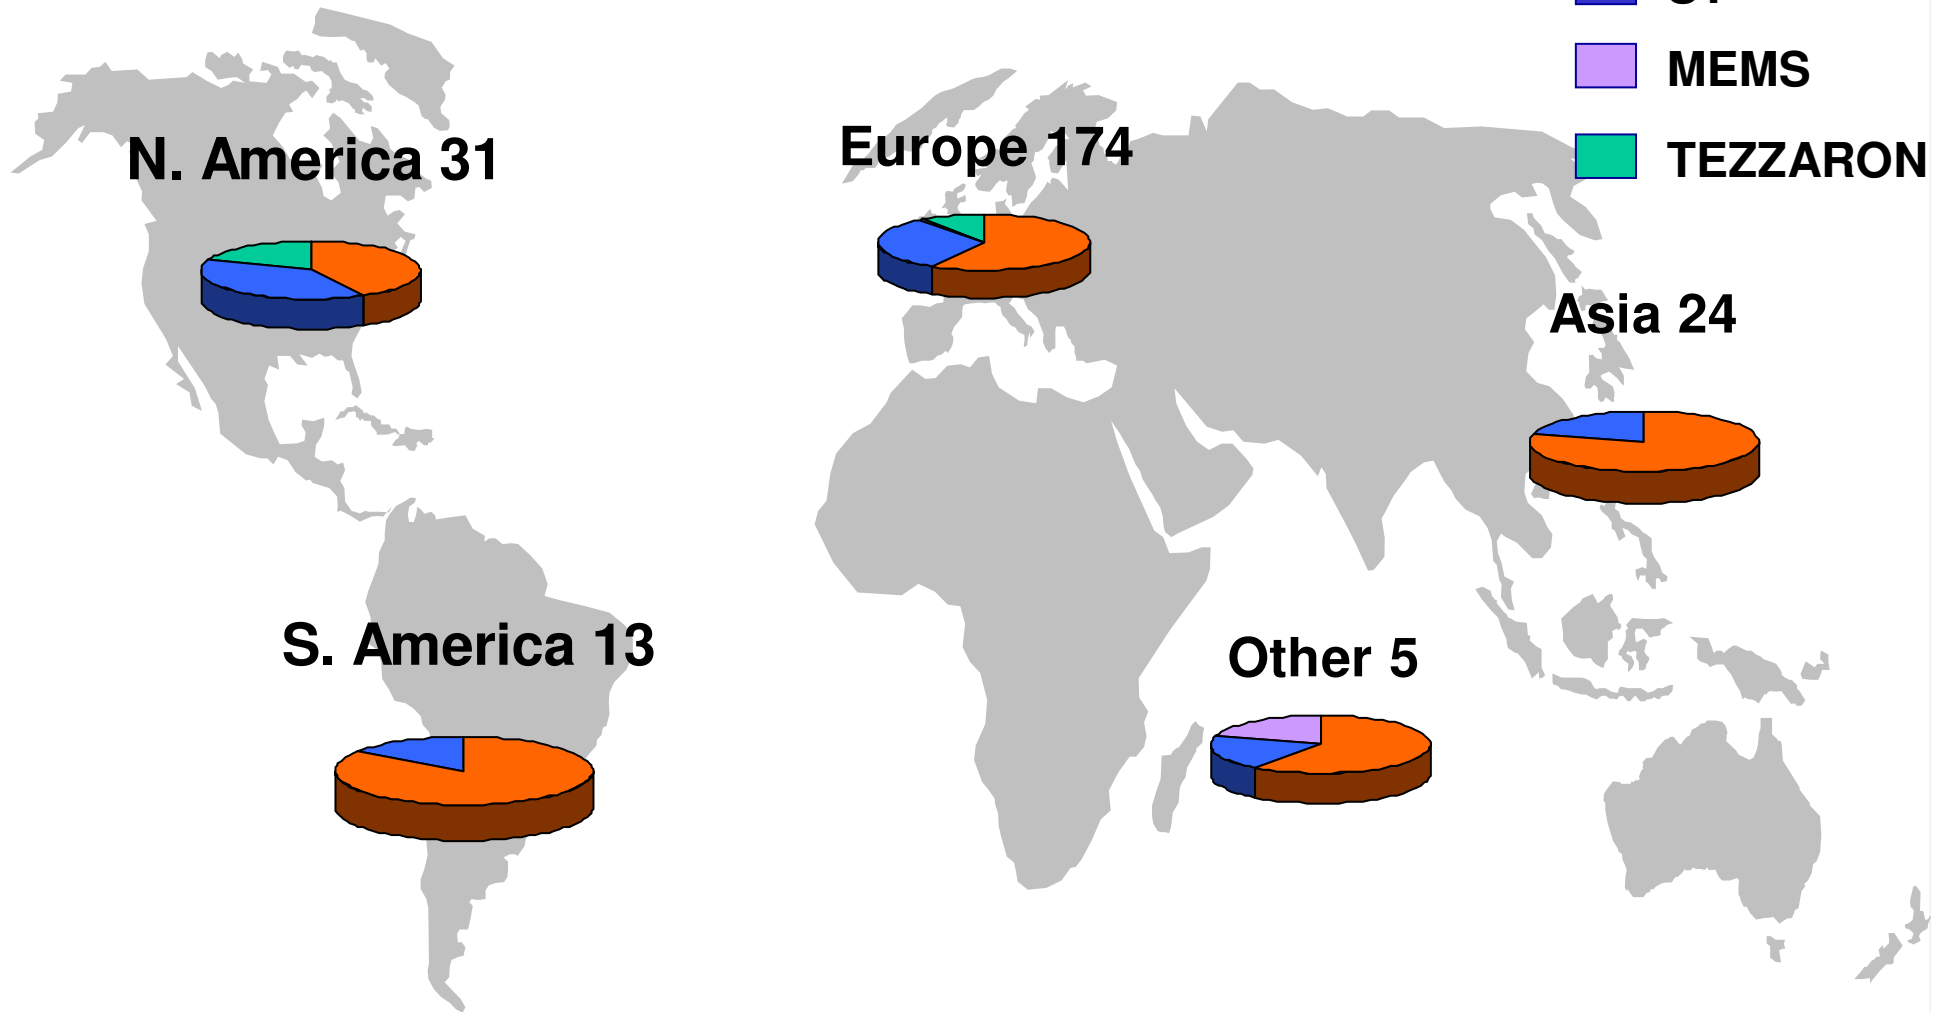 MEMS
N. America 31
Europe 174
TEZZARON
Asia 24
S. America 13
Other 5